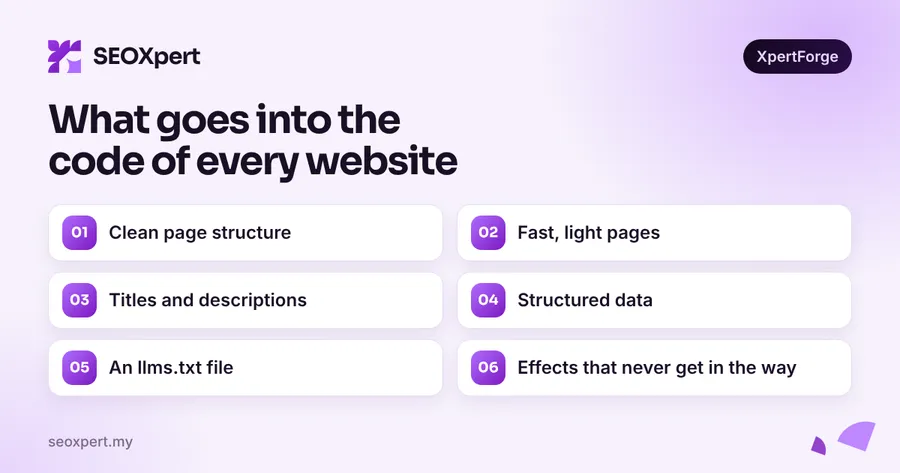 SEOXpert
XpertForge
What goes into the
code of every website
01 Clean page structure
02 Fast, light pages
03 Titles and descriptions
04 Structured data
05 An llms.txt file
06 Effects that never get in the way
seoxpert.my